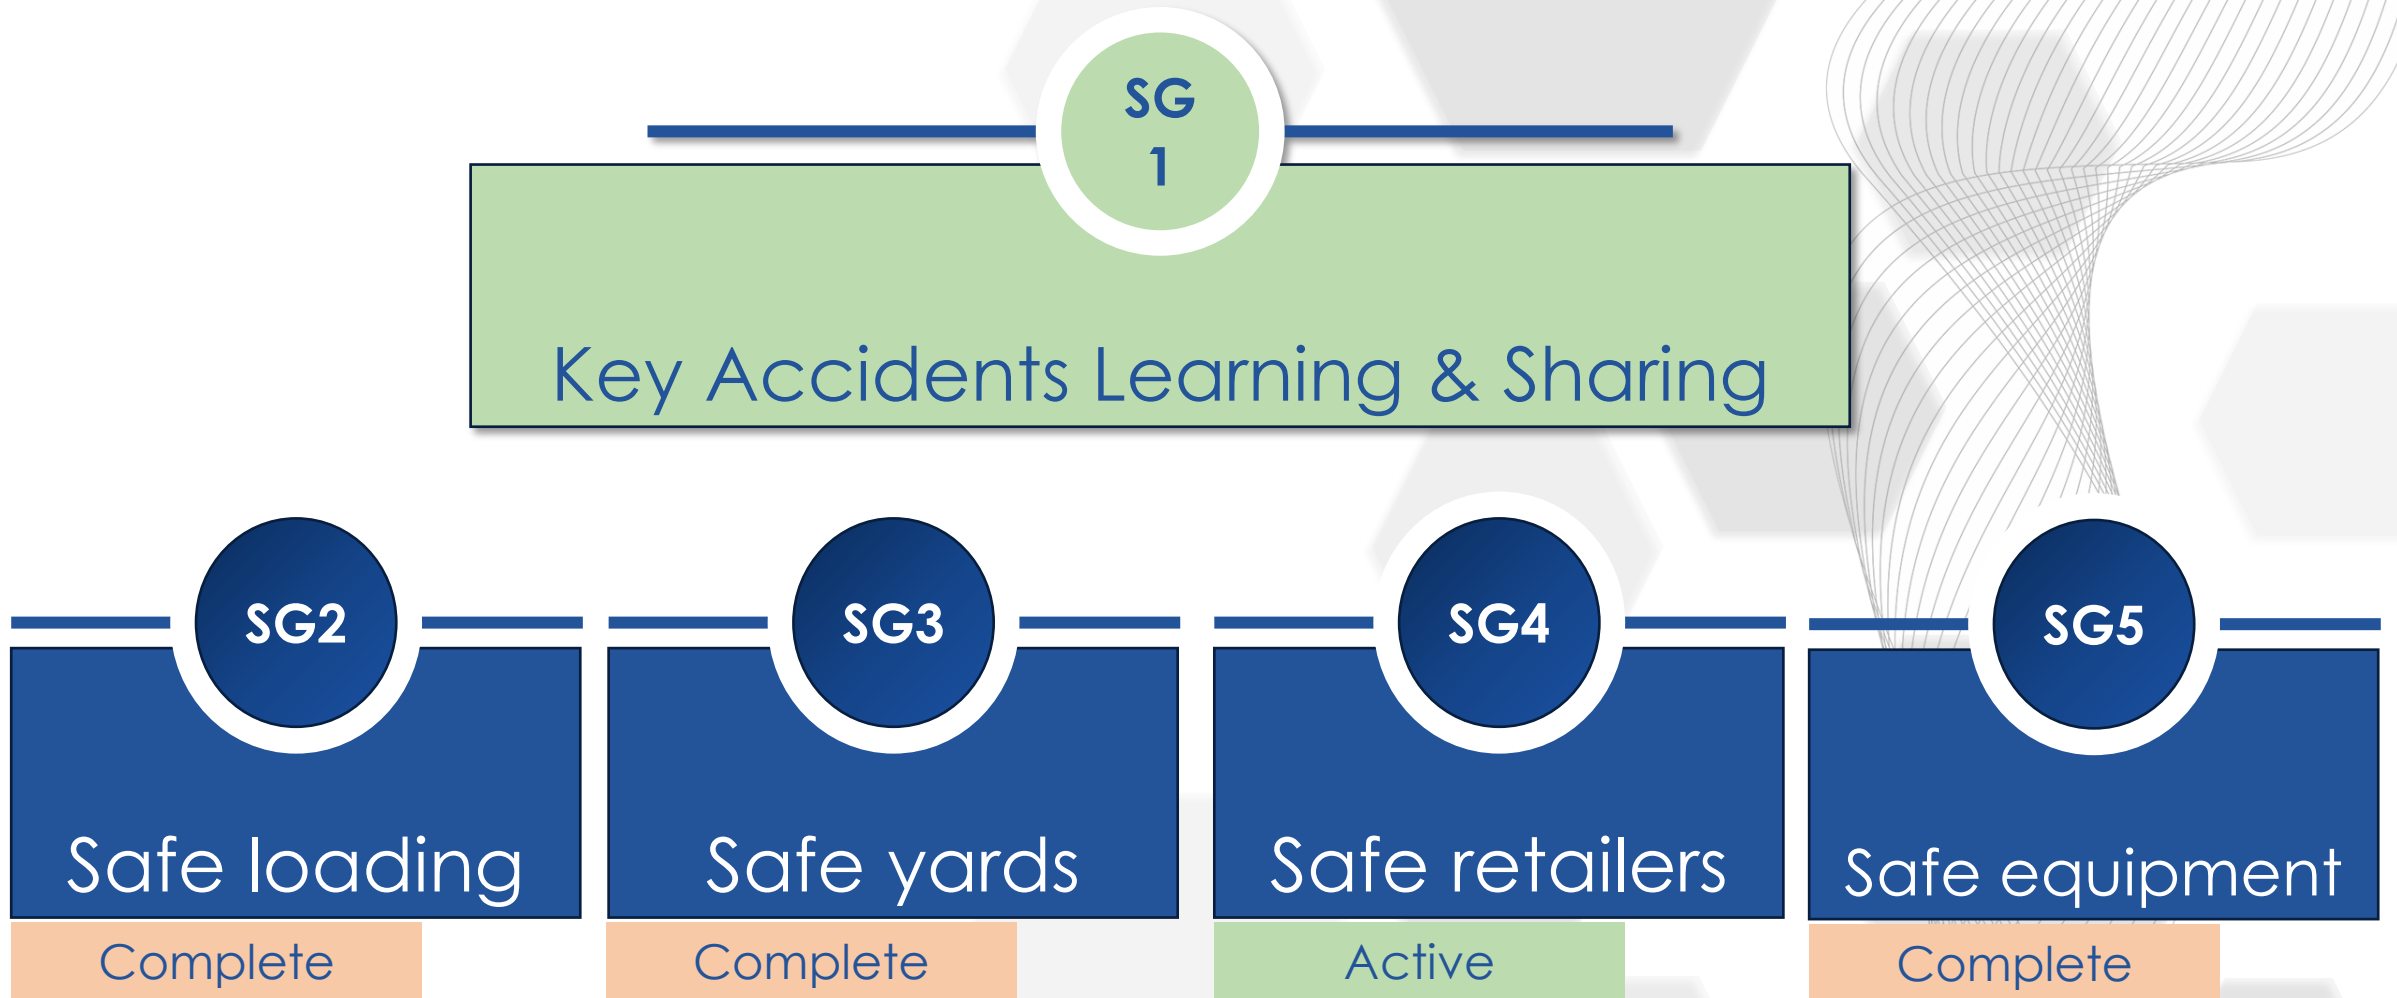 SG
1
Key Accidents Learning & Sharing
SG2
Safe loading
Complete
SG3
Safe yards
Complete
SG4
Safe retailers
Active
SG5
Safe equipment
Complete